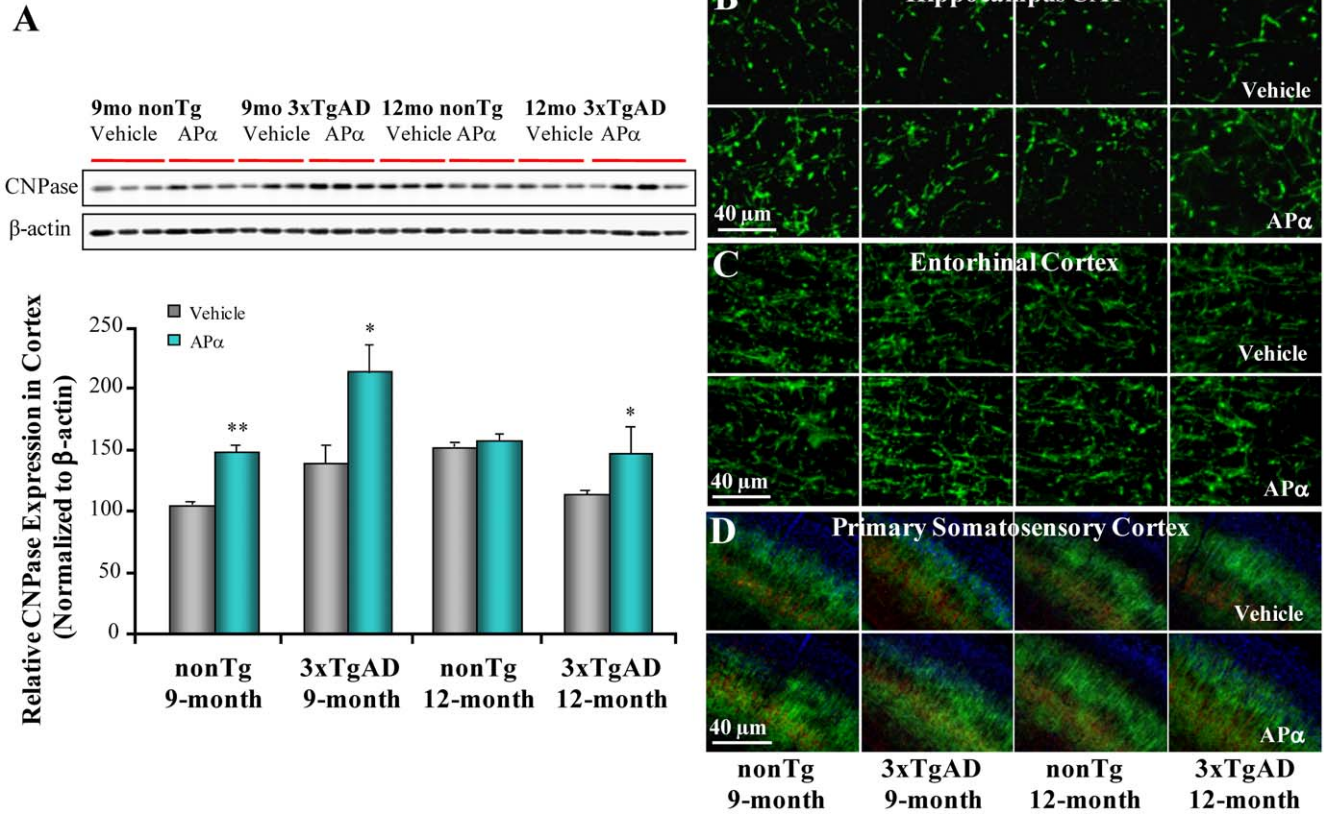 A
9mo nonTg 9mo 3xTgAD 12mo nonTg 12mo 3xTgAD
Vehicle APα Vehicle APα Vehicle APα Vehicle APα
CNPase
β-actin
Relative CNPase Expression in Cortex
(Normalized to β-actin)
Vehicle
APα
250
200
150
100
50
0
**
*
*
nonTg 3xTgAD nonTg 3xTgAD
9-month 9-month 12-month 12-month
B
Vehicle
40 μm
APα
C Entorhinal Cortex
Vehicle
40 μm
APα
D Primary Somatosensory Cortex
Vehicle
40 μm
APα
nonTg 3xTgAD nonTg 3xTgAD
9-month 9-month 12-month 12-month